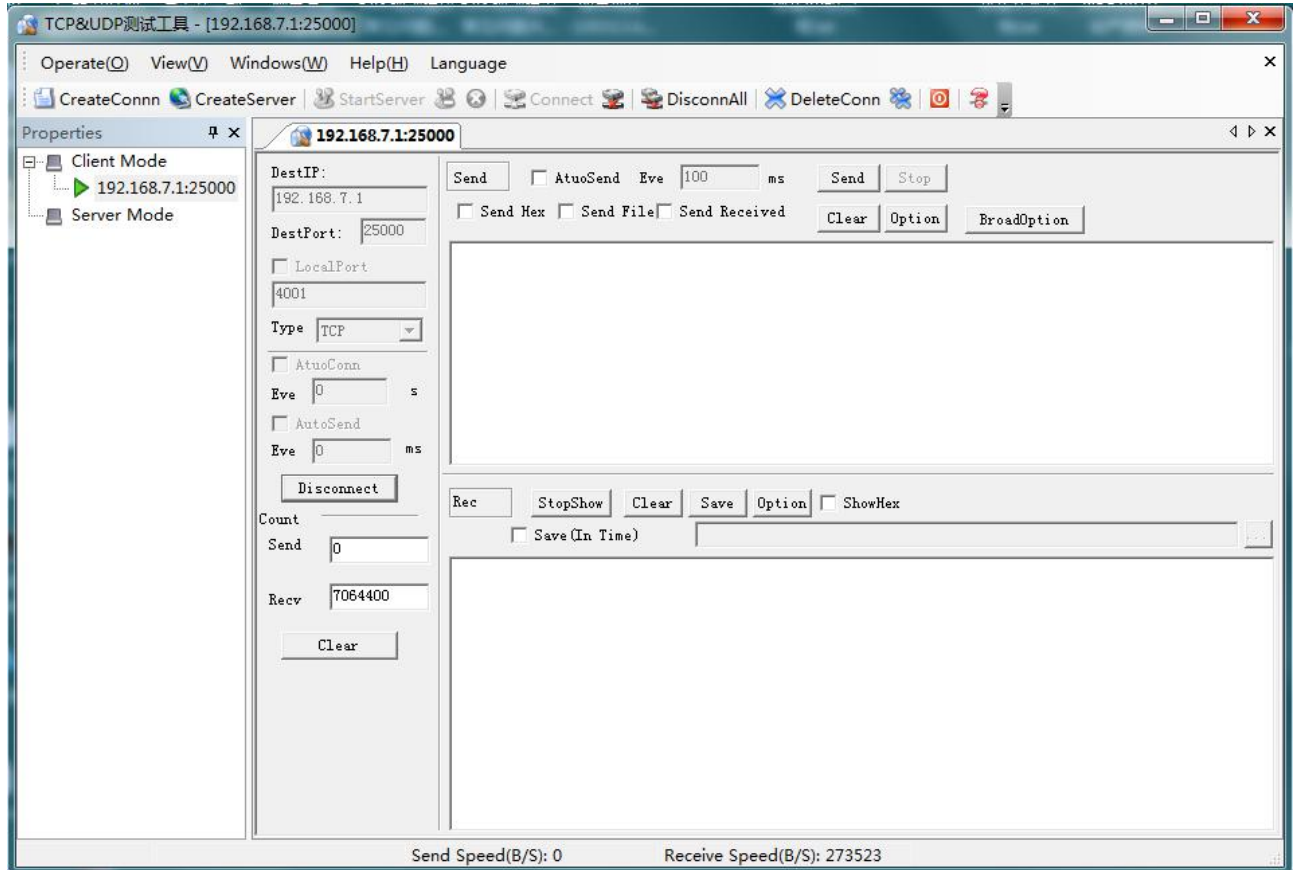 TCP&UDP测试工具 - [192.168.7.1:25000]
Operate(O) View(V) Windows(W) Help(H) Language
CreateConnn CreateServer StartServer Connect DisconnAll DeleteConn
Properties
Client Mode
192.168.7.1:25000
Server Mode
192.168.7.1:25000
DestIP:
192.168.7.1
DestPort: 25000
LocalPort
4001
Type TCP
AtuoConn
Eve 0 s
AutoSend
Eve 0 ms
Disconnect
Count
Send 0
Recv 7064400
Clear
Send AtuoSend Eve 100 ms Send Stop
Send Hex Send File Send Received Clear Option BroadOption
Rec StopShow Clear Save Option ShowHex
Save(In Time) ...
Send Speed(B/S): 0 Receive Speed(B/S): 273523